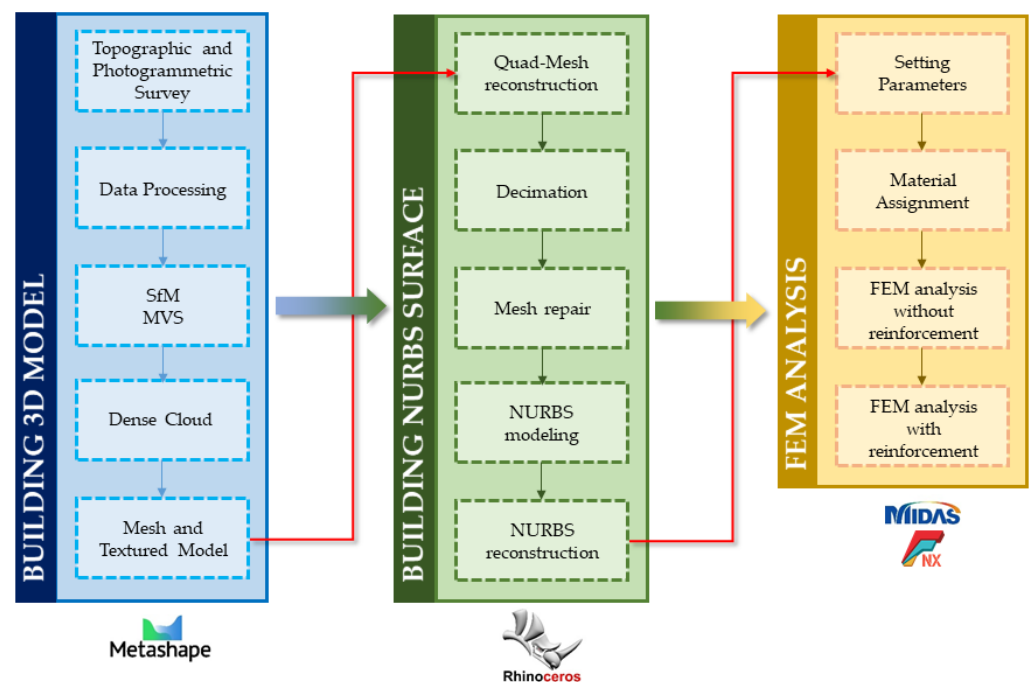 BUILDING 3D MODEL
Topographic and
Photogrammetric
Survey
Data Processing
SfM
MVS
Dense Cloud
Mesh and
Textured Model
Metashape
BUILDING NURBS SURFACE
Quad-Mesh
reconstruction
Decimation
Mesh repair
NURBS
modeling
NURBS
reconstruction
Rhinoceros
FEM ANALYSIS
Setting
Parameters
Material
Assignment
FEM analysis
without
reinforcement
FEM analysis
with
reinforcement
MIDAS
NX